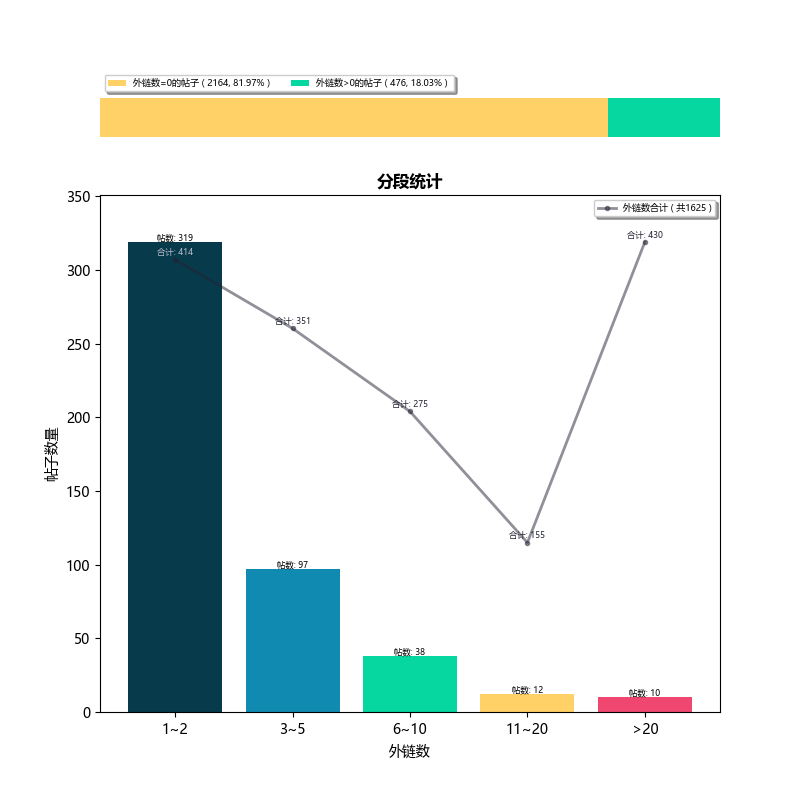 外链数=0的帖子 ( 2164, 81.97% )
外链数>0的帖子 ( 476, 18.03% )
分段统计
外链数合计 ( 共1625 )
350
300
250
200
150
100
50
0
帖子数量
帖数: 319
合计: 414
合计: 351
合计: 275
合计: 155
合计: 430
帖数: 97
帖数: 38
帖数: 12
帖数: 10
1~2
3~5
6~10
11~20
>20
外链数